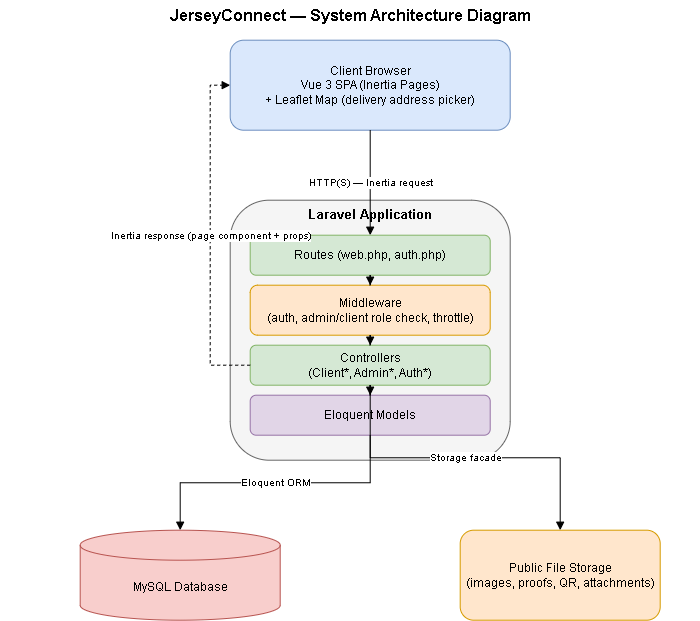 JerseyConnect — System Architecture Diagram
Client Browser
Vue 3 SPA (Inertia Pages)
+ Leaflet Map (delivery address picker)
HTTP(S) — Inertia request
Laravel Application
Inertia response (page component + props)
Routes (web.php, auth.php)
Middleware
(auth, admin/client role check, throttle)
Controllers
(Client*, Admin*, Auth*)
Eloquent Models
Storage facade
Eloquent ORM
MySQL Database
Public File Storage
(images, proofs, QR, attachments)